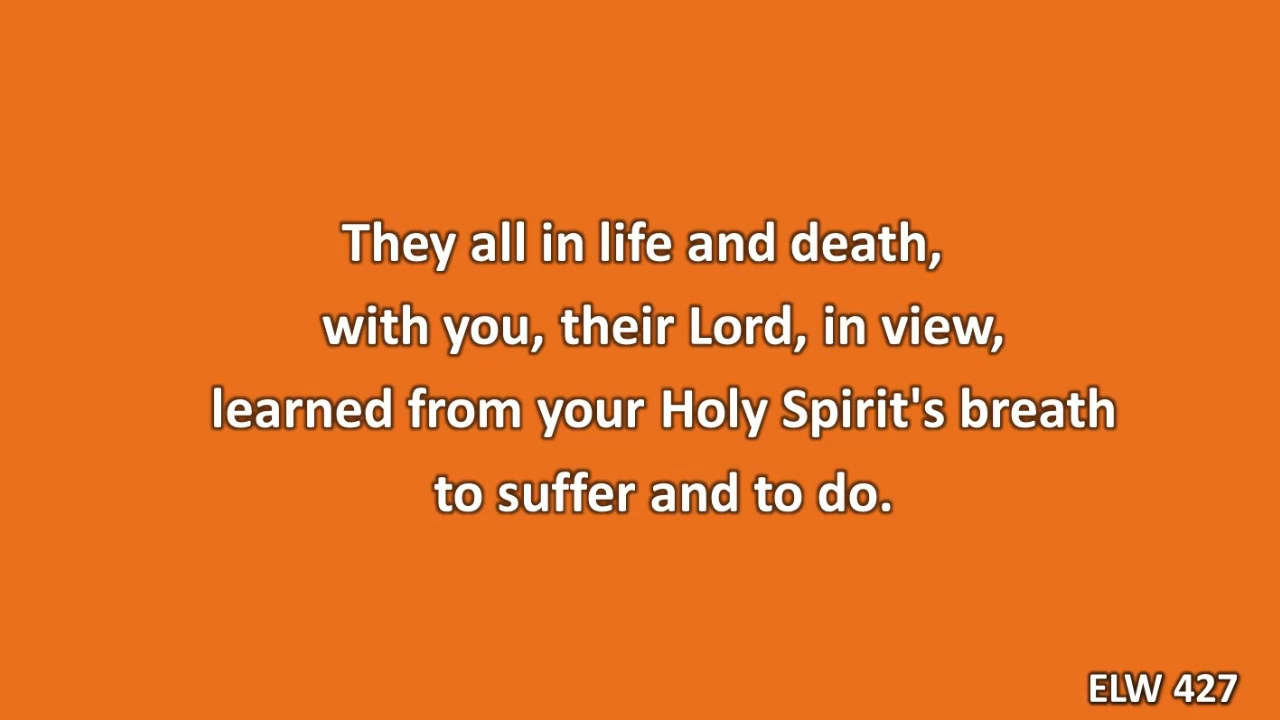 They all in life and death,
with you, their Lord, in view,
learned from your Holy Spirit's breath
to suffer and to do.
ELW 427